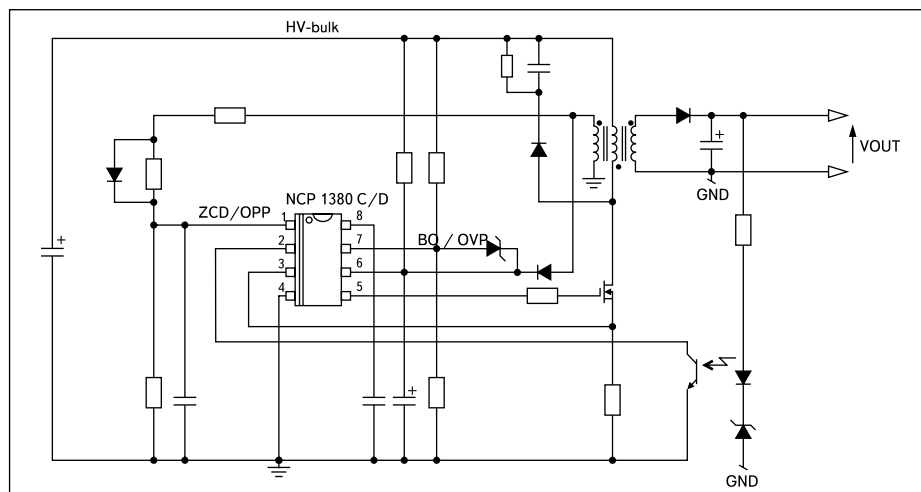 HV-bulk
+
VOUT
GND
NCP 1380 C/D
ZCD/OPP
1
8
2
7
BO / OVP
3
6
4
5
+
+
GND